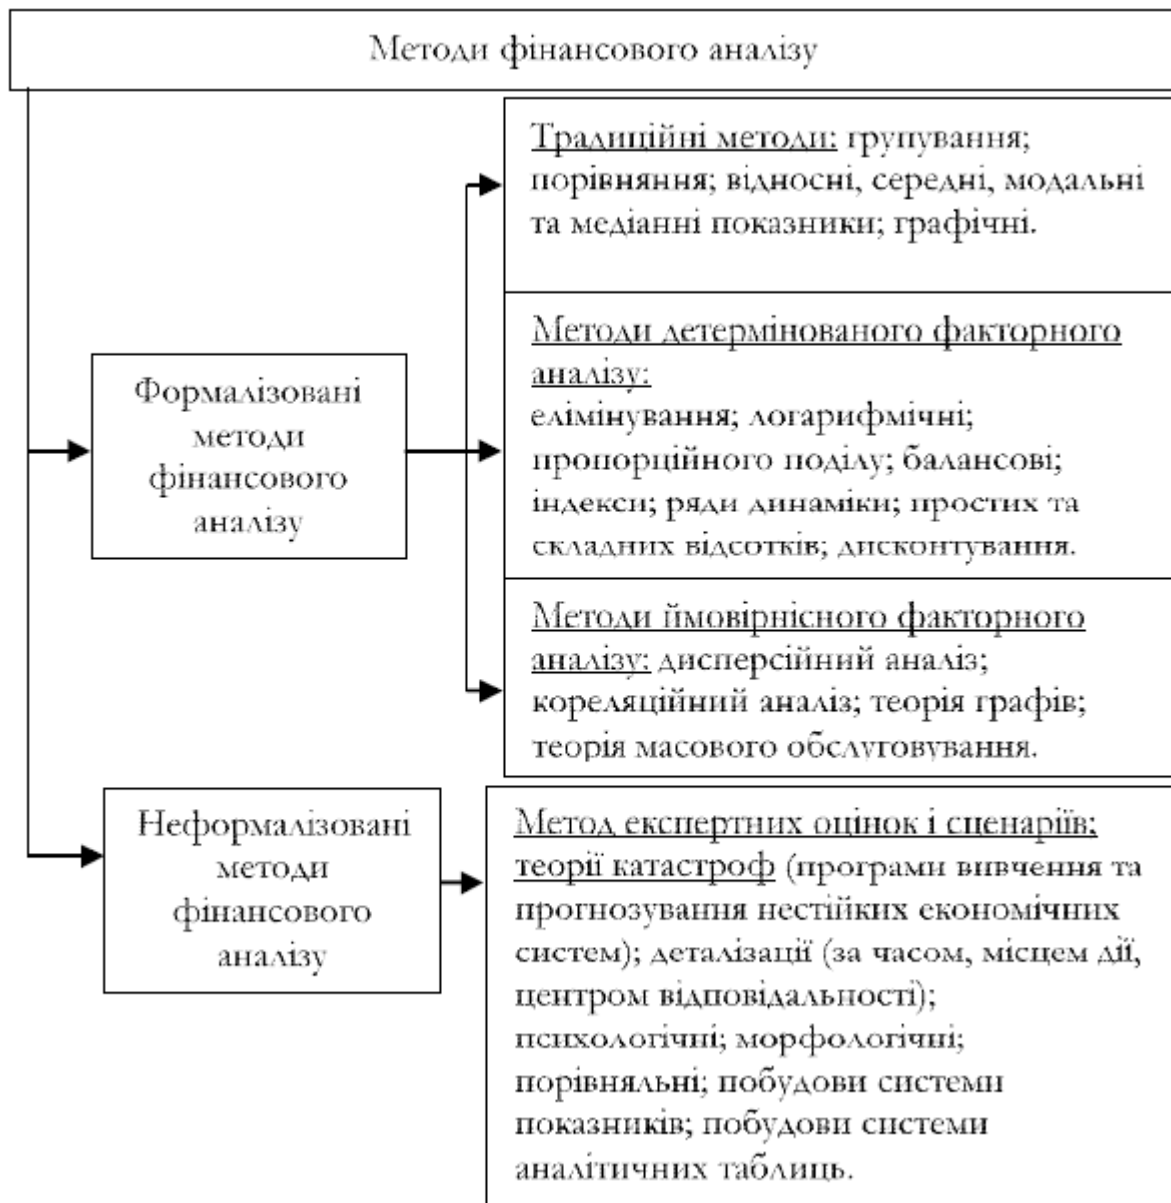 Методи фінансового аналізу
Традиційні методи: групування;
порівняння; відносні, середні, модальні
та медіанні показники; графічні.
Формалізовані
методи
фінансового
аналізу
Методи детермінованого факторного
аналізу:
елімінування; логарифмічні;
пропорційного поділу; балансові;
індекси; ряди динаміки; простих та
складних відсотків; дисконтування.
Методи ймовірнісного факторного
аналізу: дисперсійний аналіз;
кореляційний аналіз; теорія графів;
теорія масового обслуговування.
Неформалізовані
методи
фінансового
аналізу
Метод експертних оцінок і сценаріїв;
теорії катастроф (програми вивчення та
прогнозування нестійких економічних
систем); деталізації (за часом, місцем дії,
центром відповідальності);
психологічні; морфологічні;
порівняльні; побудови системи
показників; побудови системи
аналітичних таблиць.